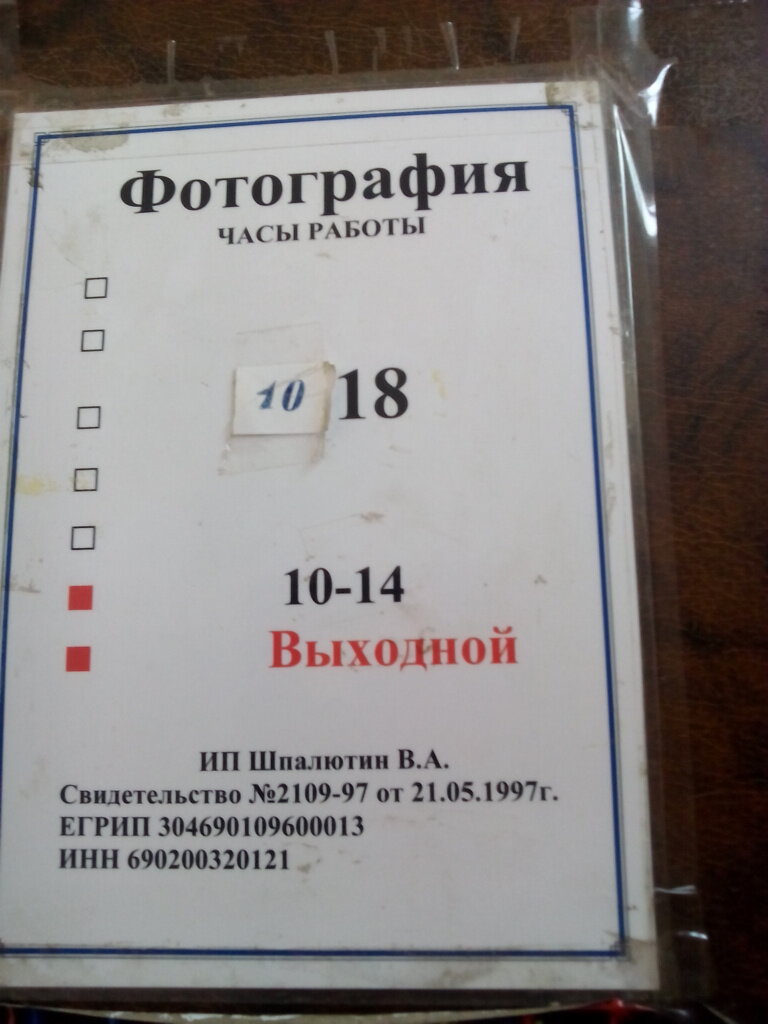 Фотография
ЧАСЫ РАБОТЫ
10 18
10-14
Выходной
ИП Шпалютин В.А.
Свидетельство №2109-97 от 21.05.1997г.
ЕГРИП 304690109600013
ИНН 690200320121